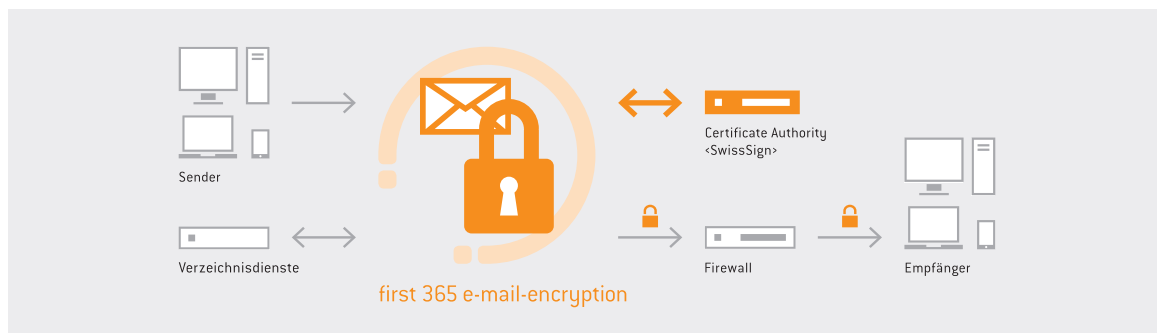 Sender
Verzeichnisdienste
first 365 e-mail-encryption
Certificate Authority
<SwissSign>
Firewall
Empfänger